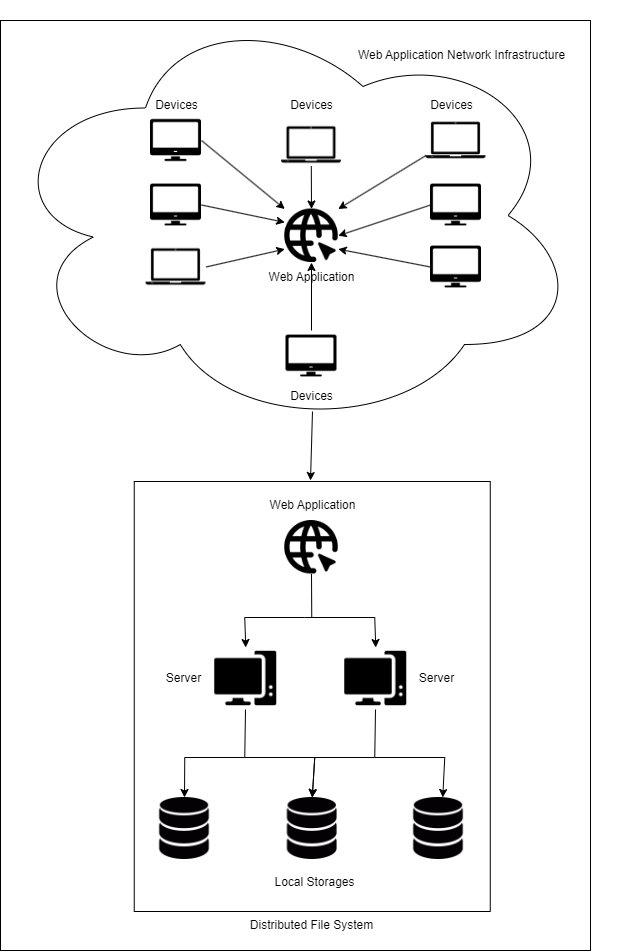 Web Application Network Infrastructure
Devices
Devices
Devices
Web Application
Devices
Web Application
Server
Server
Local Storages
Distributed File System